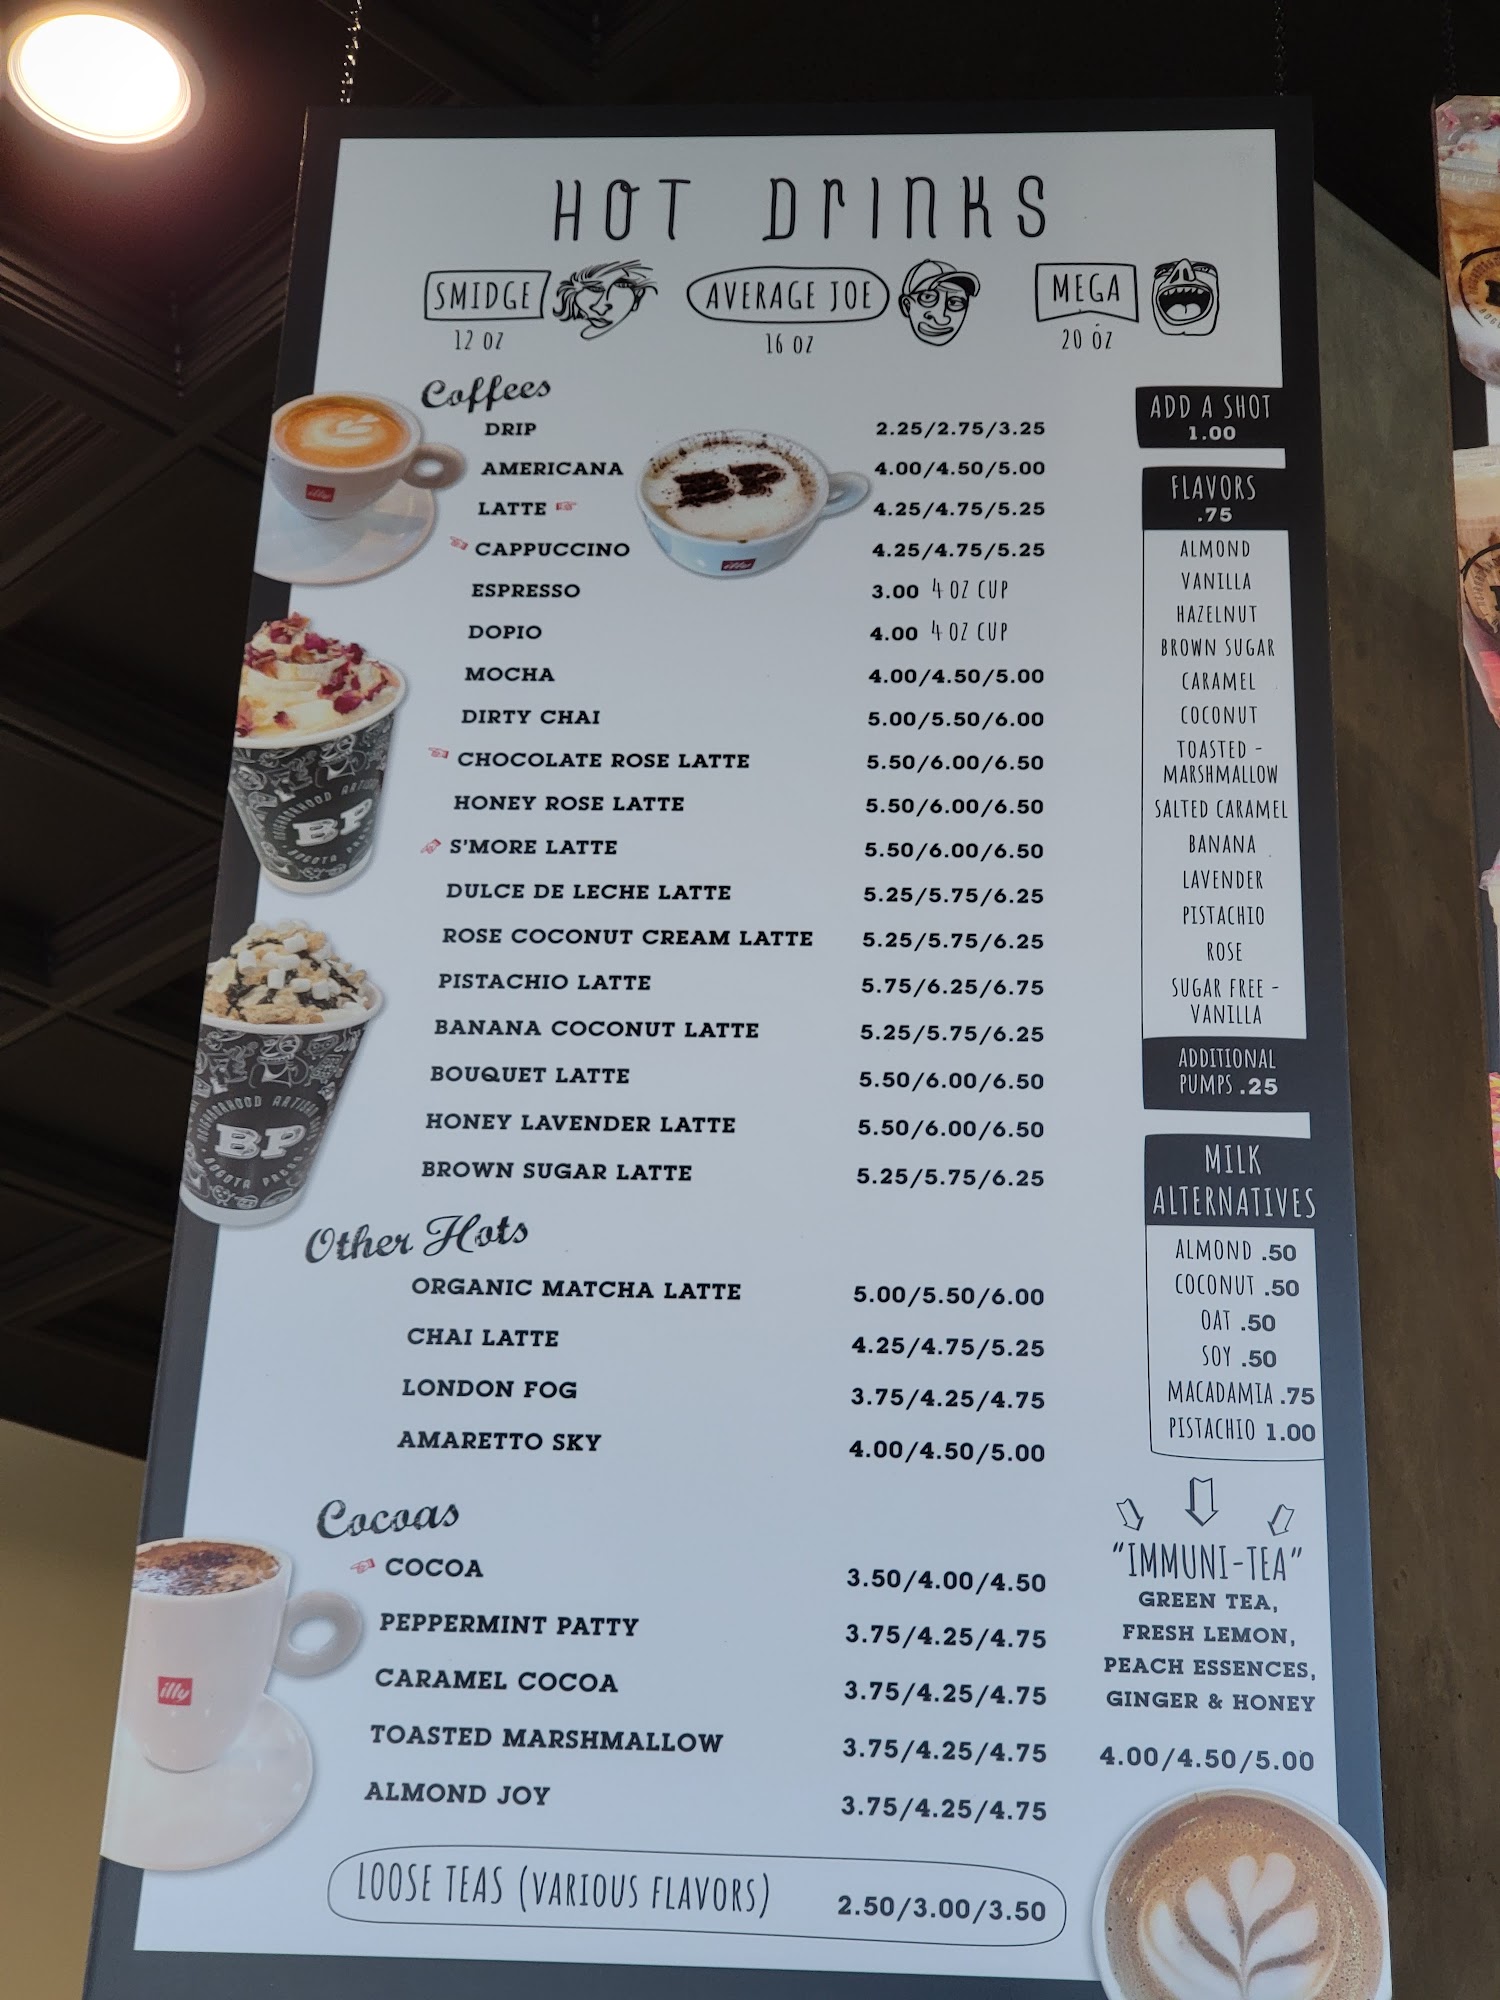 HOT DRINKS
SMIDGE AVERAGE JOE MEGA
12 OZ 16 OZ 20 OZ
Coffees
DRIP 2.25/2.75/3.25
AMERICANA 4.00/4.50/5.00
LATTE 4.25/4.75/5.25
CAPPUCCINO 4.25/4.75/5.25
ESPRESSO 3.00 4 OZ CUP
DOPIO 4.00 4 OZ CUP
MOCHA 4.00/4.50/5.00
DIRTY CHAI 5.00/5.50/6.00
CHOCOLATE ROSE LATTE 5.50/6.00/6.50
HONEY ROSE LATTE 5.50/6.00/6.50
S'MORE LATTE 5.50/6.00/6.50
DULCE DE LECHE LATTE 5.25/5.75/6.25
ROSE COCONUT CREAM LATTE 5.25/5.75/6.25
PISTACHIO LATTE 5.75/6.25/6.75
BANANA COCONUT LATTE 5.25/5.75/6.25
BOUQUET LATTE 5.50/6.00/6.50
HONEY LAVENDER LATTE 5.50/6.00/6.50
BROWN SUGAR LATTE 5.25/5.75/6.25
Other Hots
ORGANIC MATCHA LATTE 5.00/5.50/6.00
CHAI LATTE 4.25/4.75/5.25
LONDON FOG 3.75/4.25/4.75
AMARETTO SKY 4.00/4.50/5.00
Cocoas
COCOA 3.50/4.00/4.50
PEPPERMINT PATTY 3.75/4.25/4.75
CARAMEL COCOA 3.75/4.25/4.75
TOASTED MARSHMALLOW 3.75/4.25/4.75
ALMOND JOY 3.75/4.25/4.75
LOOSE TEAS (VARIOUS FLAVORS) 2.50/3.00/3.50
ADD A SHOT
1.00
FLAVORS
.75
ALMOND
VANILLA
HAZELNUT
BROWN SUGAR
CARAMEL
COCONUT
TOASTED -
MARSHMALLOW
SALTED CARAMEL
BANANA
LAVENDER
PISTACHIO
ROSE
SUGAR FREE -
VANILLA
ADDITIONAL
PUMPS .25
MILK
ALTERNATIVES
ALMOND .50
COCONUT .50
OAT .50
SOY .50
MACADAMIA .75
PISTACHIO 1.00
"IMMUNI-TEA"
GREEN TEA,
FRESH LEMON,
PEACH ESSENCES,
GINGER & HONEY
4.00/4.50/5.00
illy
BP
illy
BP
NEIGHBORHOOD ARTISAN
BP
BOGOTA PRESS
illy